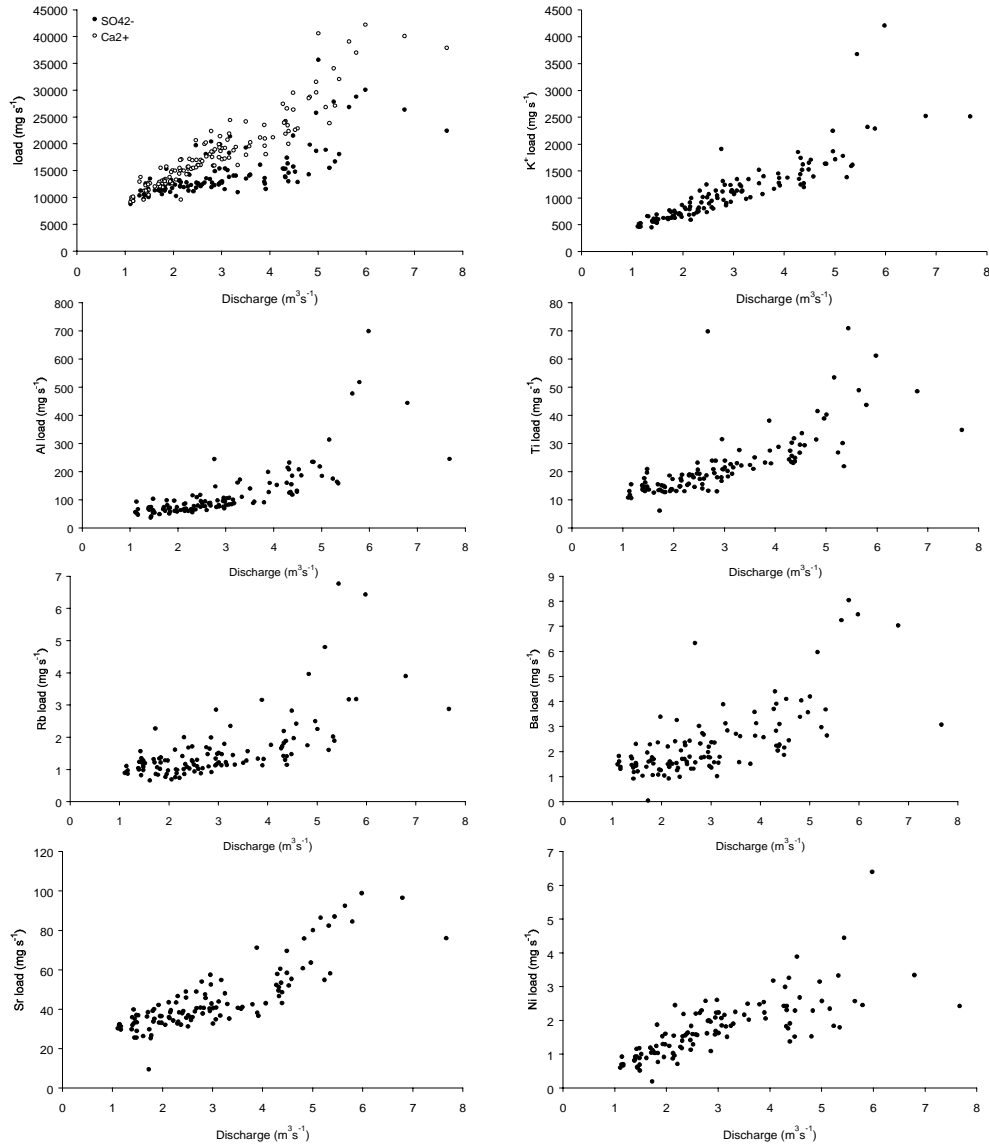 45000
40000
35000
30000
25000
20000
15000
10000
5000
0
load (mg s-1)
SO42-
Ca2+
0 1 2 3 4 5 6 7 8
Discharge (m3s-1)
4500
4000
3500
3000
2500
2000
1500
1000
500
0
K+ load (mg s-1)
0 1 2 3 4 5 6 7 8
Discharge (m3s-1)
800
700
600
500
400
300
200
100
0
Al load (mg s-1)
0 1 2 3 4 5 6 7 8
Discharge (m3s-1)
80
70
60
50
40
30
20
10
0
Ti load (mg s-1)
0 1 2 3 4 5 6 7 8
Discharge (m3s-1)
7
6
5
4
3
2
1
0
Rb load (mg s-1)
0 1 2 3 4 5 6 7 8
Discharge (m3s-1)
9
8
7
6
5
4
3
2
1
0
Ba load (mg s-1)
0 1 2 3 4 5 6 7 8
Discharge (m3s-1)
120
100
80
60
40
20
0
Sr load (mg s-1)
0 1 2 3 4 5 6 7 8
Discharge (m3s-1)
7
6
5
4
3
2
1
0
Ni load (mg s-1)
0 1 2 3 4 5 6 7 8
Discharge (m3s-1)